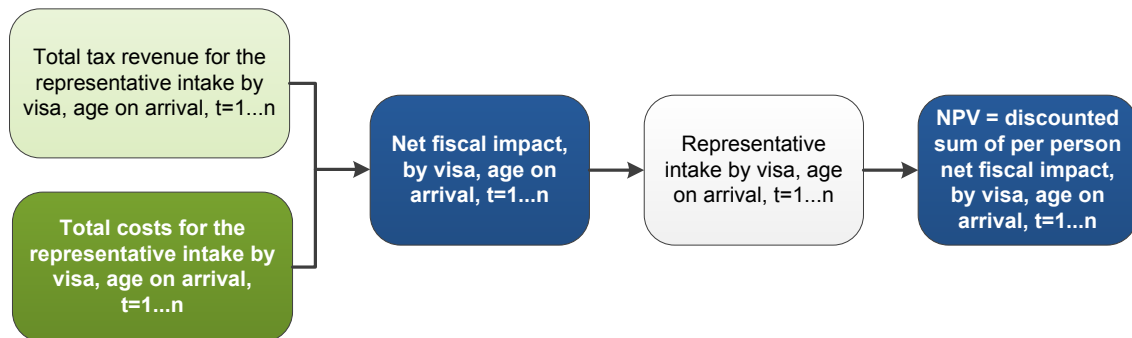 Total tax revenue for the
representative intake by
visa, age on arrival, t=1...n
Total costs for the
representative intake by
visa, age on arrival,
t=1...n
Net fiscal impact,
by visa, age on
arrival, t=1...n
Representative
intake by visa, age
on arrival, t=1...n
NPV = discounted
sum of per person
net fiscal impact,
by visa, age on
arrival, t=1...n